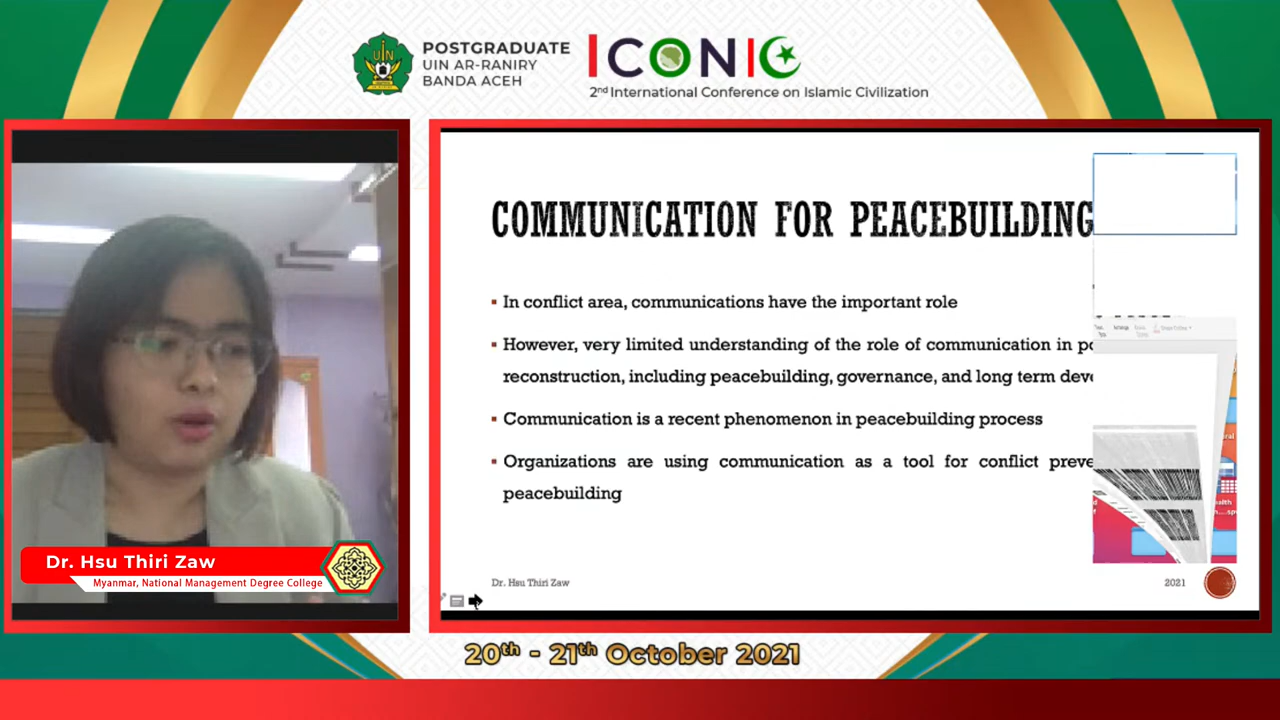 POSTGRADUATE
UIN AR-RANIRY
BANDA ACEH
UIN
ICONIC
2nd International Conference on Islamic Civilization
COMMUNICATION FOR PEACEBUILDING
▪ In conflict area, communications have the important role
▪ However, very limited understanding of the role of communication in
reconstruction, including peacebuilding, governance, and long term
▪ Communication is a recent phenomenon in peacebuilding process
▪ Organizations are using communication as a tool for conflict
peacebuilding
Dr. Hsu Thiri Zaw
2021
Dr. Hsu Thiri Zaw
Myanmar, National Management Degree College
20th - 21th October 2021